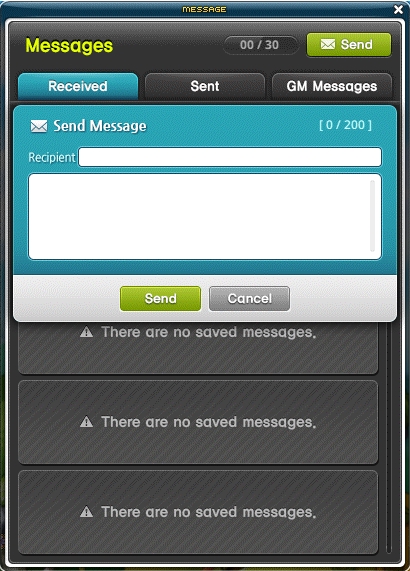 MESSAGE
Messages 00 / 30 Send
Received Sent GM Messages
Send Message [ 0 / 200 ]
Recipient
Send Cancel
There are no saved messages.
There are no saved messages.
There are no saved messages.